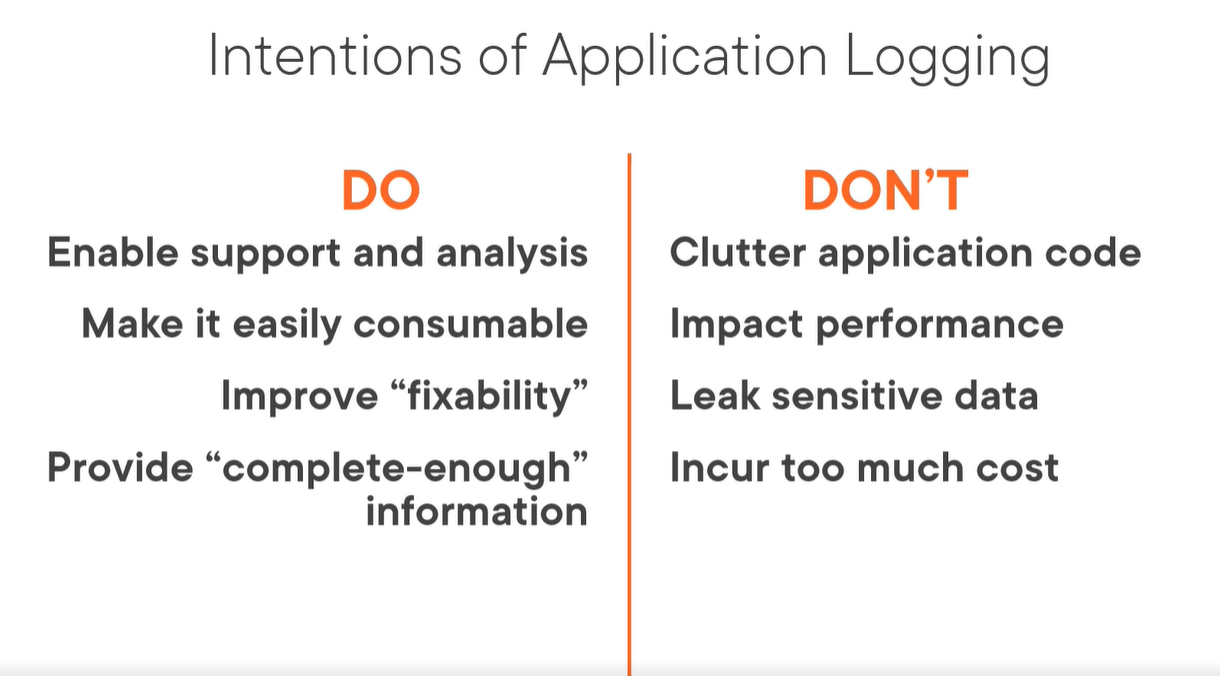 Intentions of Application Logging
DO
Enable support and analysis
Make it easily consumable
Improve “fixability”
Provide “complete-enough”
information
DON’T
Clutter application code
Impact performance
Leak sensitive data
Incur too much cost